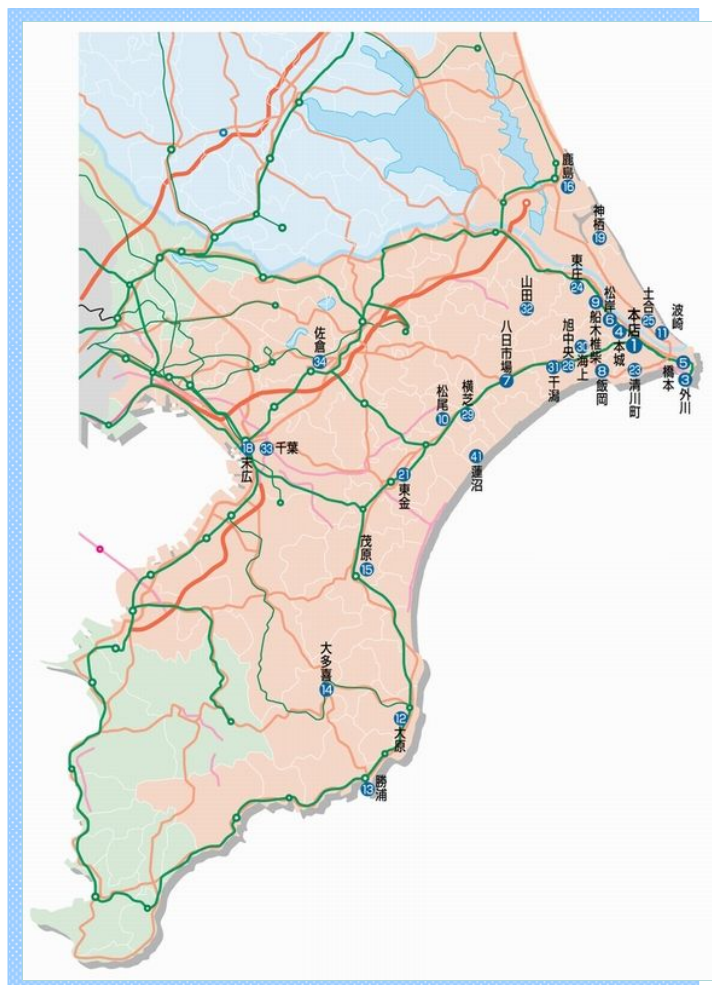 鹿島
16
神栖
19
東庄
24
山田
32
松岸
6
9
船木
土合
25
波崎
11
本店
1
4
本城
旭中央
26
30
海上
椎柴
8
飯岡
23
清川町
5
橋本
3
外川
八日市場
7
31
干潟
佐倉
34
横芝
29
松尾
10
18
末広
33
千葉
41
蓮沼
21
東金
茂原
15
大多喜
14
12
大原
13
勝浦